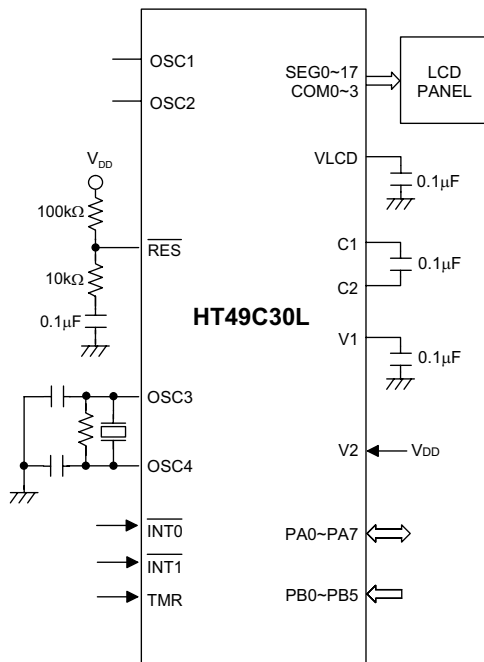 OSC1
OSC2
V_DD
100kΩ
RES
10kΩ
0.1µF
OSC3
OSC4
INT0
INT1
TMR
HT49C30L
SEG0~17
COM0~3
LCD
PANEL
VLCD
0.1µF
C1
0.1µF
C2
V1
0.1µF
V2
VDD
PA0~PA7
PB0~PB5